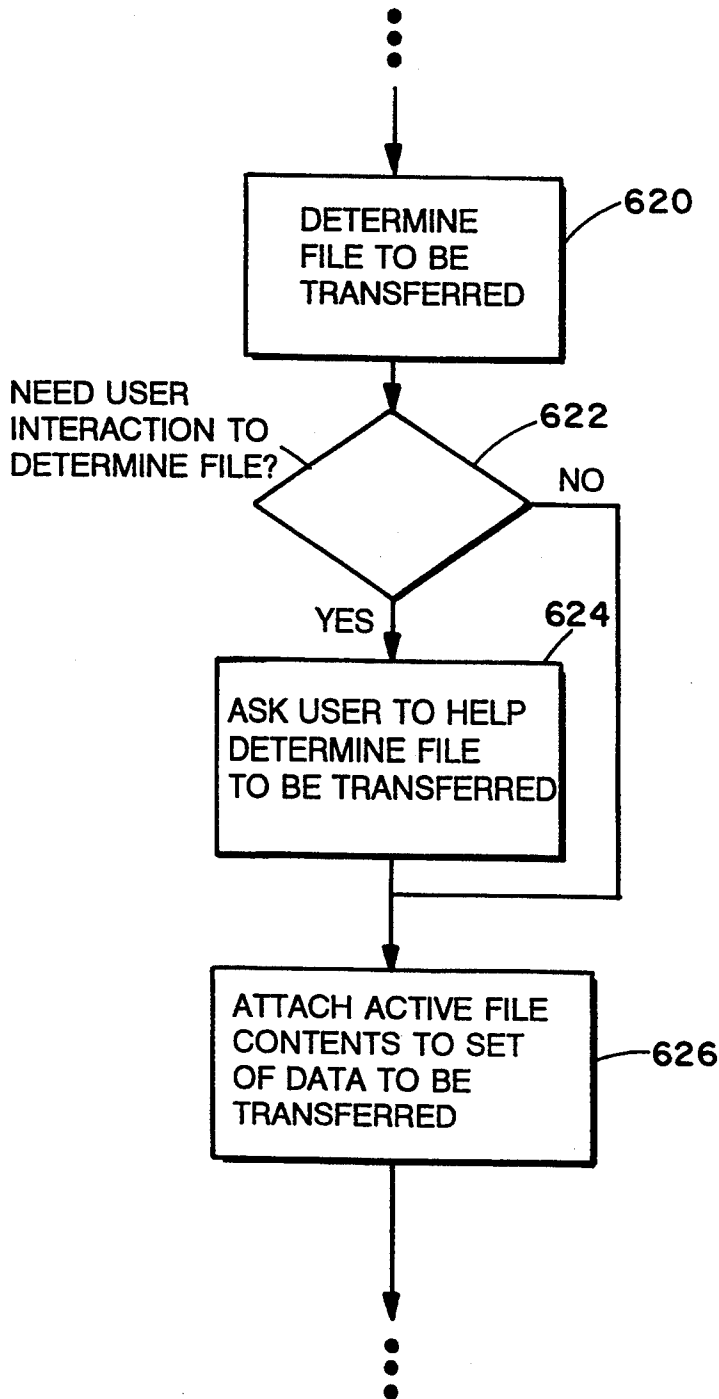 DETERMINE
FILE TO BE
TRANSFERRED
620
NEED USER
INTERACTION TO
DETERMINE FILE?
622
NO
YES
624
ASK USER TO HELP
DETERMINE FILE
TO BE TRANSFERRED
ATTACH ACTIVE FILE
CONTENTS TO SET
OF DATA TO BE
TRANSFERRED
626